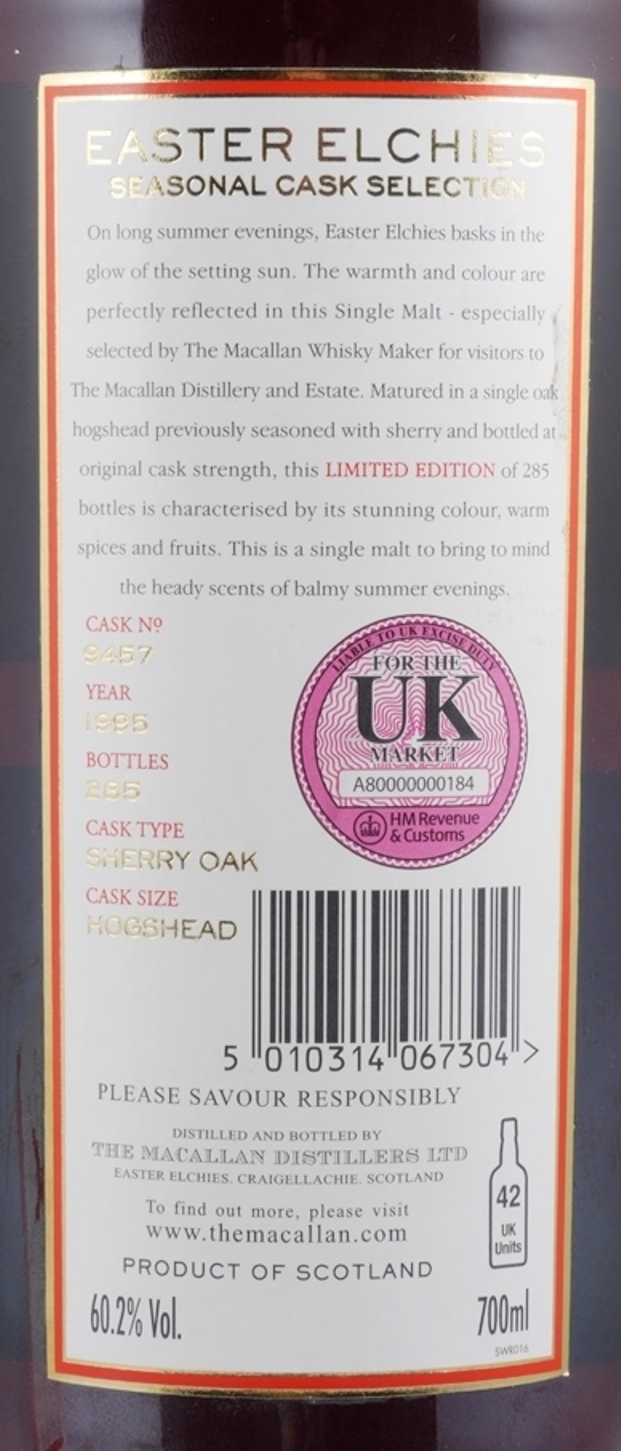 EASTER ELCHIES
SEASONAL CASK SELECTION
On long summer evenings, Easter Elchies basks in the
glow of the setting sun. The warmth and colour are
perfectly reflected in this Single Malt - especially
selected by The Macallan Whisky Maker for visitors to
The Macallan Distillery and Estate. Matured in a single oak
hogshead previously seasoned with sherry and bottled at
original cask strength, this LIMITED EDITION of 285
bottles is characterised by its stunning colour, warm
spices and fruits. This is a single malt to bring to mind
the heady scents of balmy summer evenings.
CASK Nº
9457
YEAR
1995
BOTTLES
285
CASK TYPE
SHERRY OAK
CASK SIZE
HOGSHEAD
LIABLE TO UK EXCISE DUTY
FOR THE
UK
MARKET
A80000000184
HM Revenue
& Customs
5 010314 067304 >
PLEASE SAVOUR RESPONSIBLY
DISTILLED AND BOTTLED BY
THE MACALLAN DISTILLERS LTD
EASTER ELCHIES. CRAIGELLACHIE. SCOTLAND
To find out more, please visit
www.themacallan.com
PRODUCT OF SCOTLAND
42
UK
Units
60.2% Vol.
700ml
SWR016